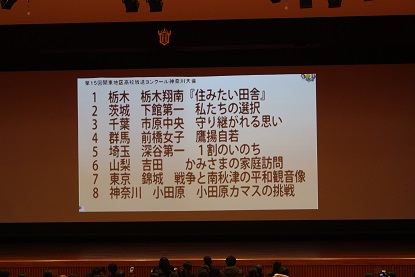 第15回関東地区高校放送コンクール神奈川大会
1 栃木 栃木翔南『住みたい田舎』
2 茨城 下館第一 私たちの選択
3 千葉 市原中央 守り継がれる思い
4 群馬 前橋女子 鷹揚自若
5 埼玉 深谷第一 1割のいのち
6 山梨 吉田 かみさまの家庭訪問
7 東京 錦城 戦争と南秋津の平和観音像
8 神奈川 小田原 小田原カマスの挑戦